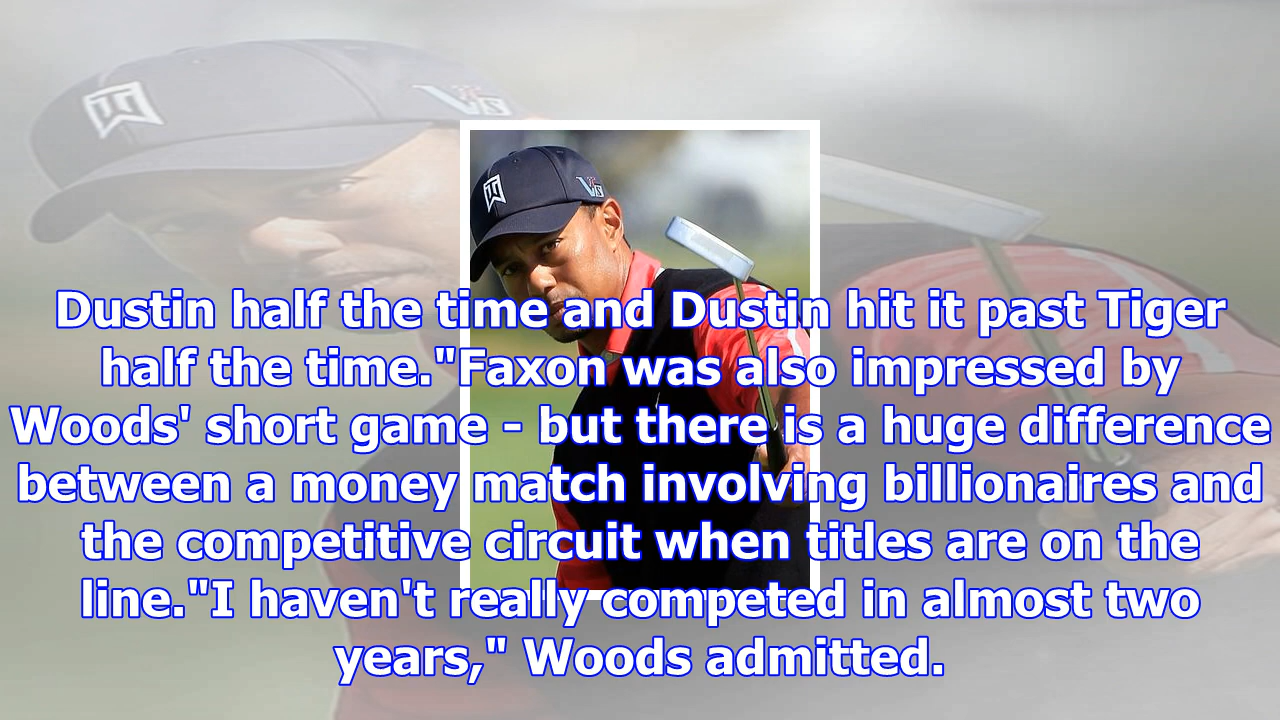 TW
VRS
Dustin half the time and Dustin hit it past Tiger
half the time."Faxon was also impressed by
Woods' short game - but there is a huge difference
between a money match involving billionaires and
the competitive circuit when titles are on the
line."I haven't really competed in almost two
years," Woods admitted.